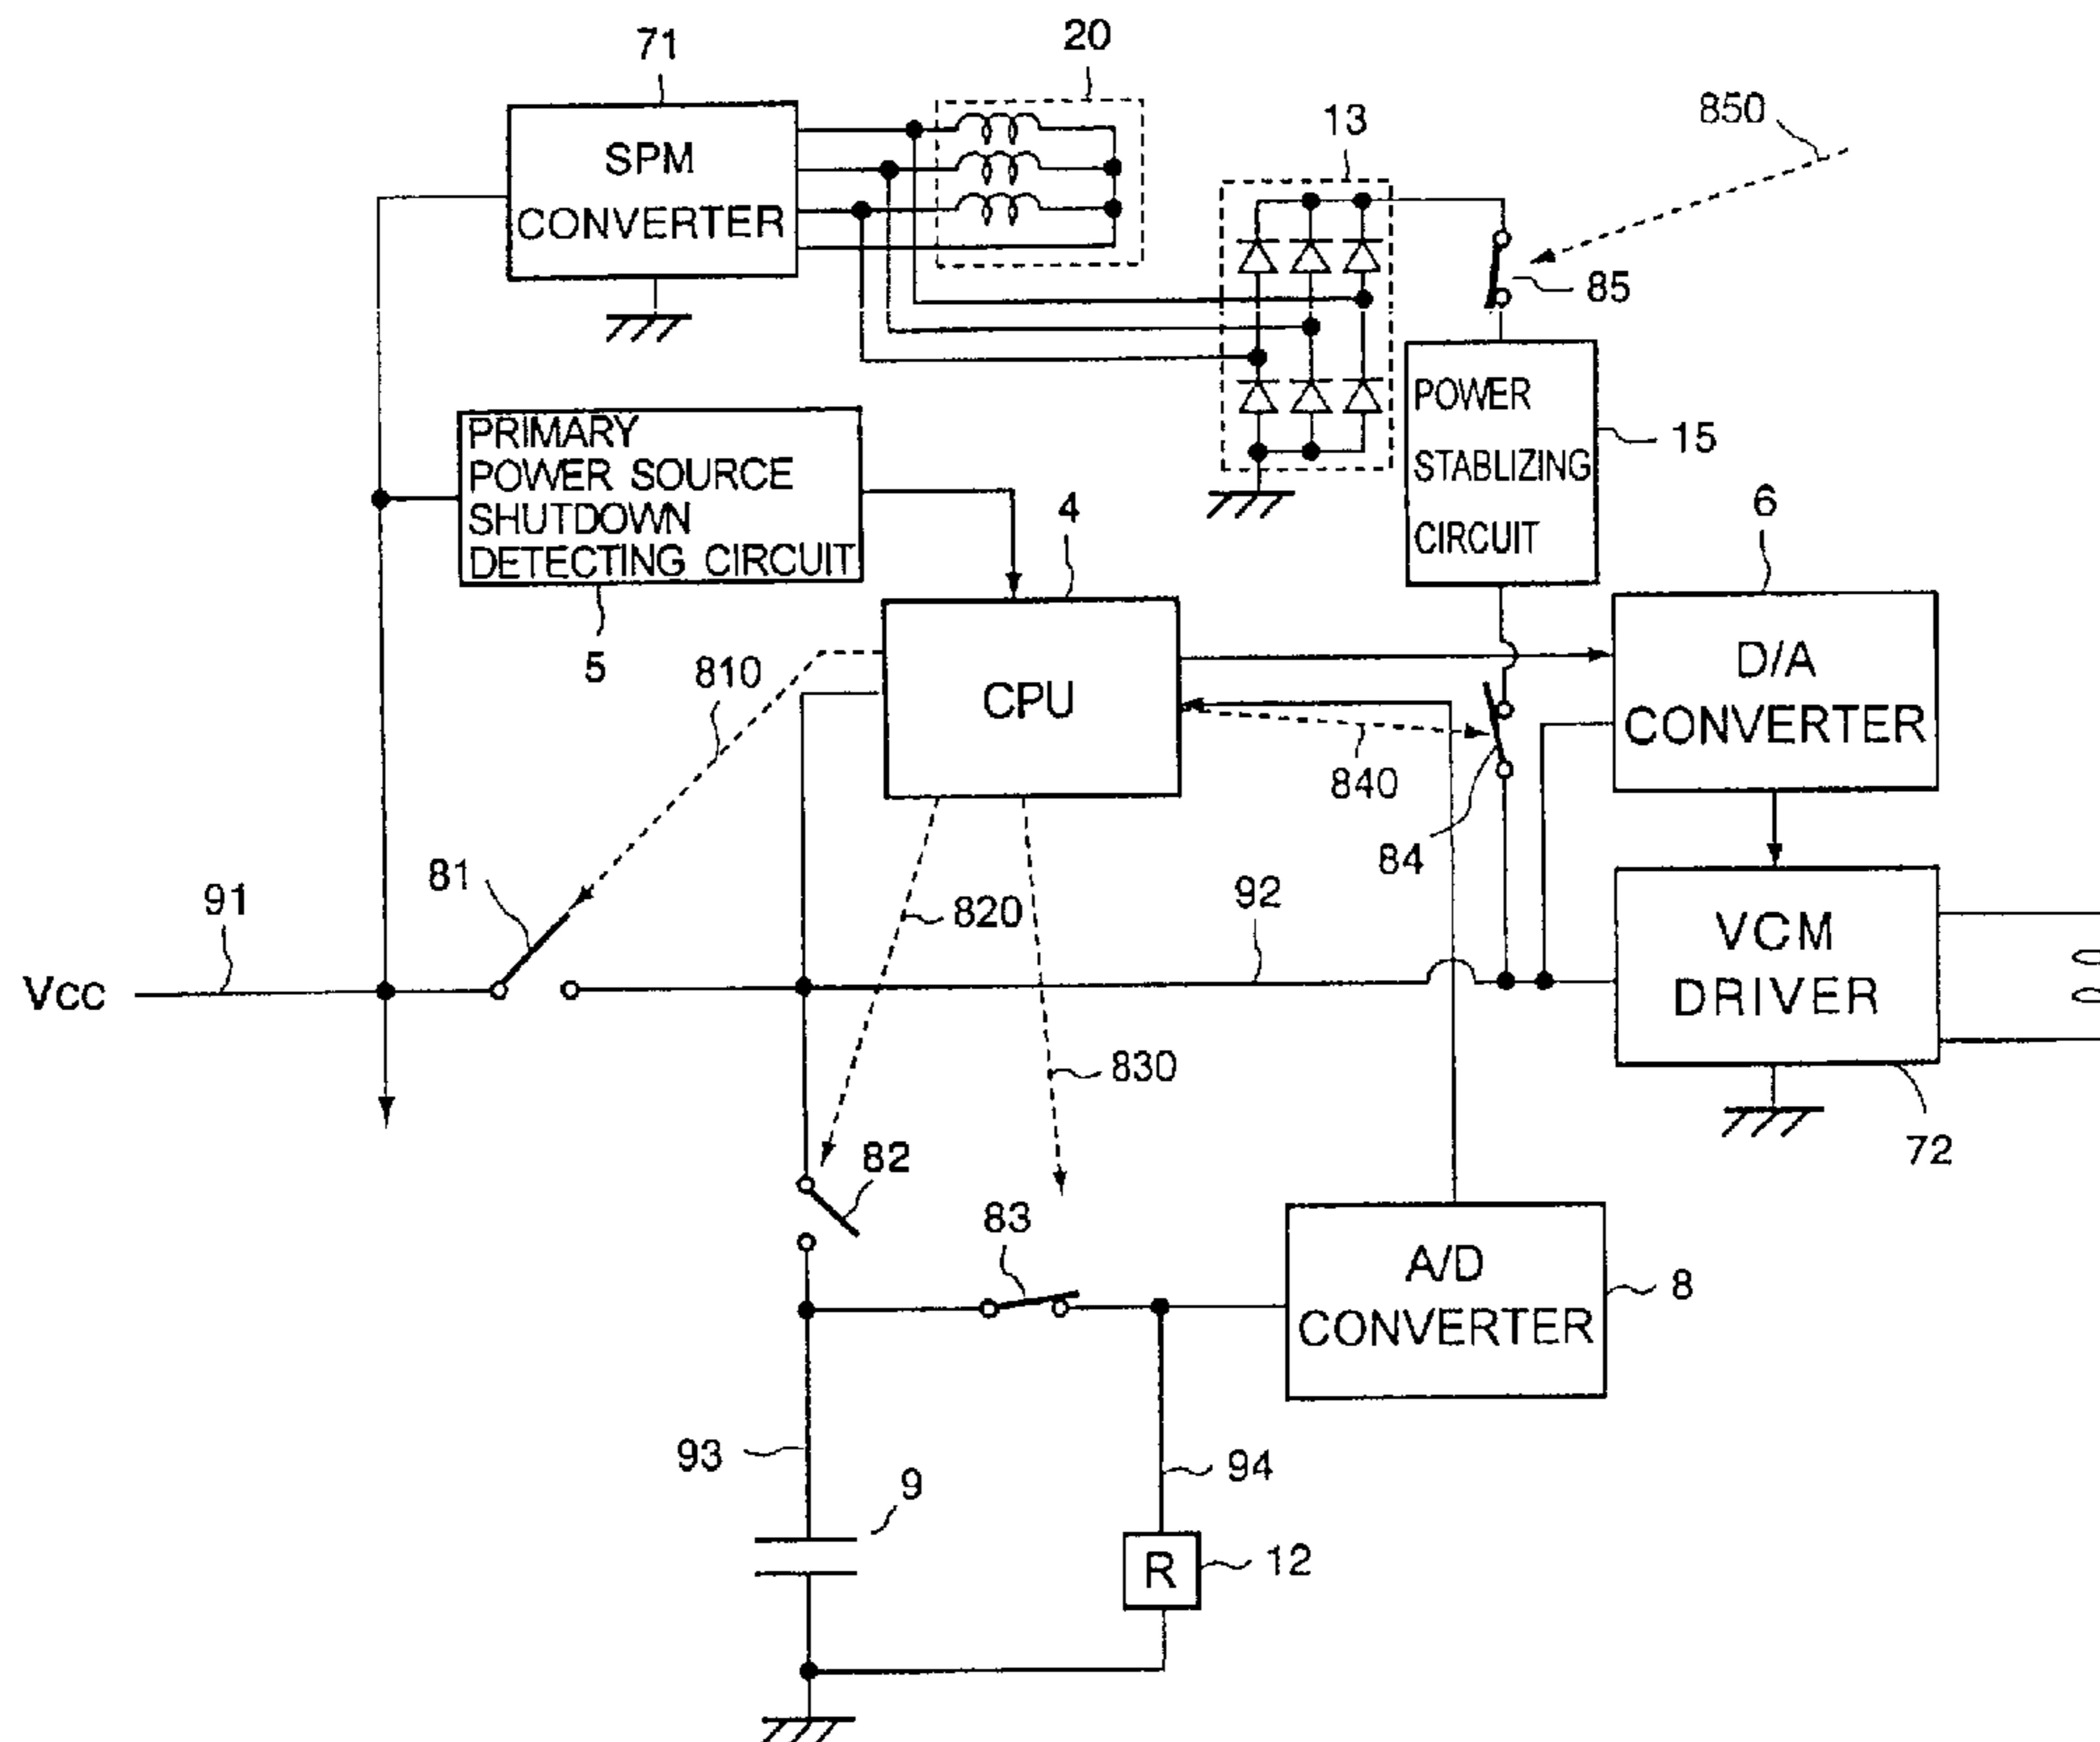 71
20
13
850
SPM
CONVERTER
85
PRIMARY
POWER SOURCE
SHUTDOWN
DETECTING CIRCUIT
5
POWER
STABLIZING
CIRCUIT
15
4
CPU
6
D/A
CONVERTER
810
840
84
81
91
Vcc
820
92
VCM
DRIVER
830
72
82
83
A/D
CONVERTER
8
93
9
94
R
12